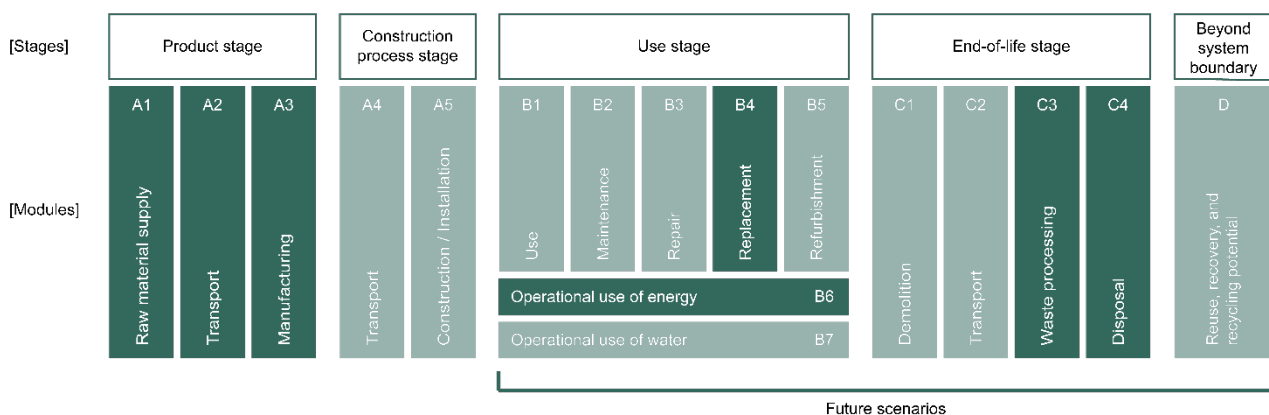 [Stages]
Product stage
Construction
process stage
Use stage
End-of-life stage
Beyond
system
boundary
[Modules]
A1
Raw material supply
A2
Transport
A3
Manufacturing
A4
Transport
A5
Construction / Installation
B1
Use
B2
Maintenance
B3
Repair
B4
Replacement
B5
Refurbishment
Operational use of energy B6
Operational use of water B7
C1
Demolition
C2
Transport
C3
Waste processing
C4
Disposal
D
Reuse, recovery, and
recycling potential
Future scenarios